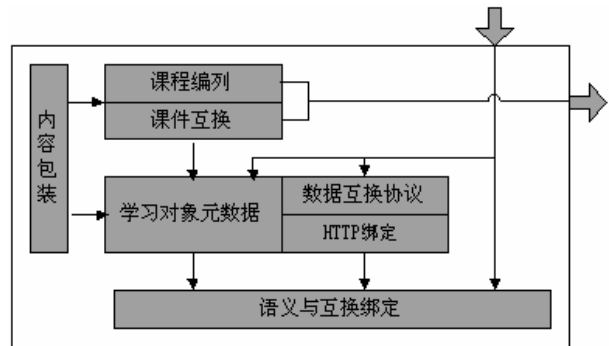 课程编列
课件互换
内容包装
学习对象元数据
数据互换协议
HTTP绑定
语义与互换绑定